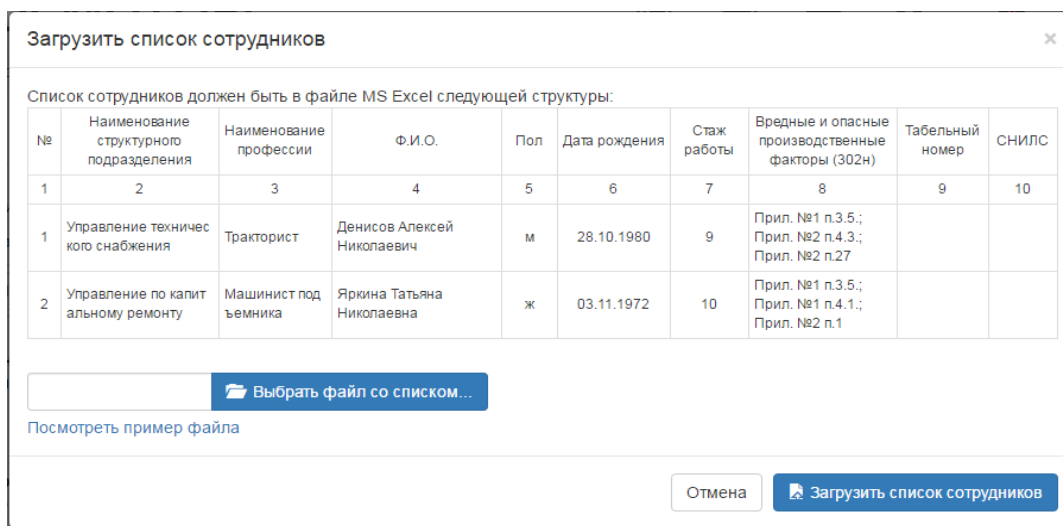 Загрузить список сотрудников ×
Список сотрудников должен быть в файле MS Excel следующей структуры:
№ Наименование структурного подразделения Наименование профессии Ф.И.О. Пол Дата рождения Стаж работы Вредные и опасные производственные факторы (302н) Табельный номер СНИЛС
1 2 3 4 5 6 7 8 9 10
1 Управление техничес кого снабжения Тракторист Денисов Алексей Николаевич м 28.10.1980 9 Прил. №1 п.3.5.; Прил. №2 п.4.3.; Прил. №2 п.27
2 Управление по капит альному ремонту Машинист под ъемника Яркина Татьяна Николаевна ж 03.11.1972 10 Прил. №1 п.3.5.; Прил. №1 п.4.1.; Прил. №2 п.1
Выбрать файл со списком...
Посмотреть пример файла
Отмена Загрузить список сотрудников